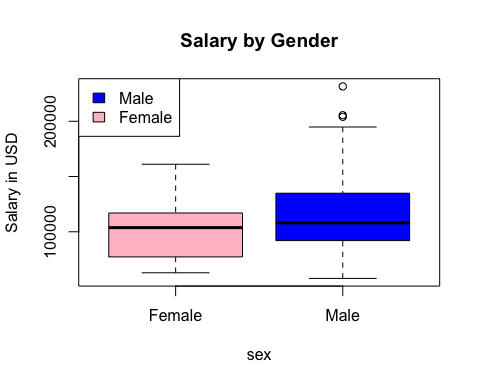 Salary by Gender
Male
Female
Salary in USD
200000
100000
Female Male
sex